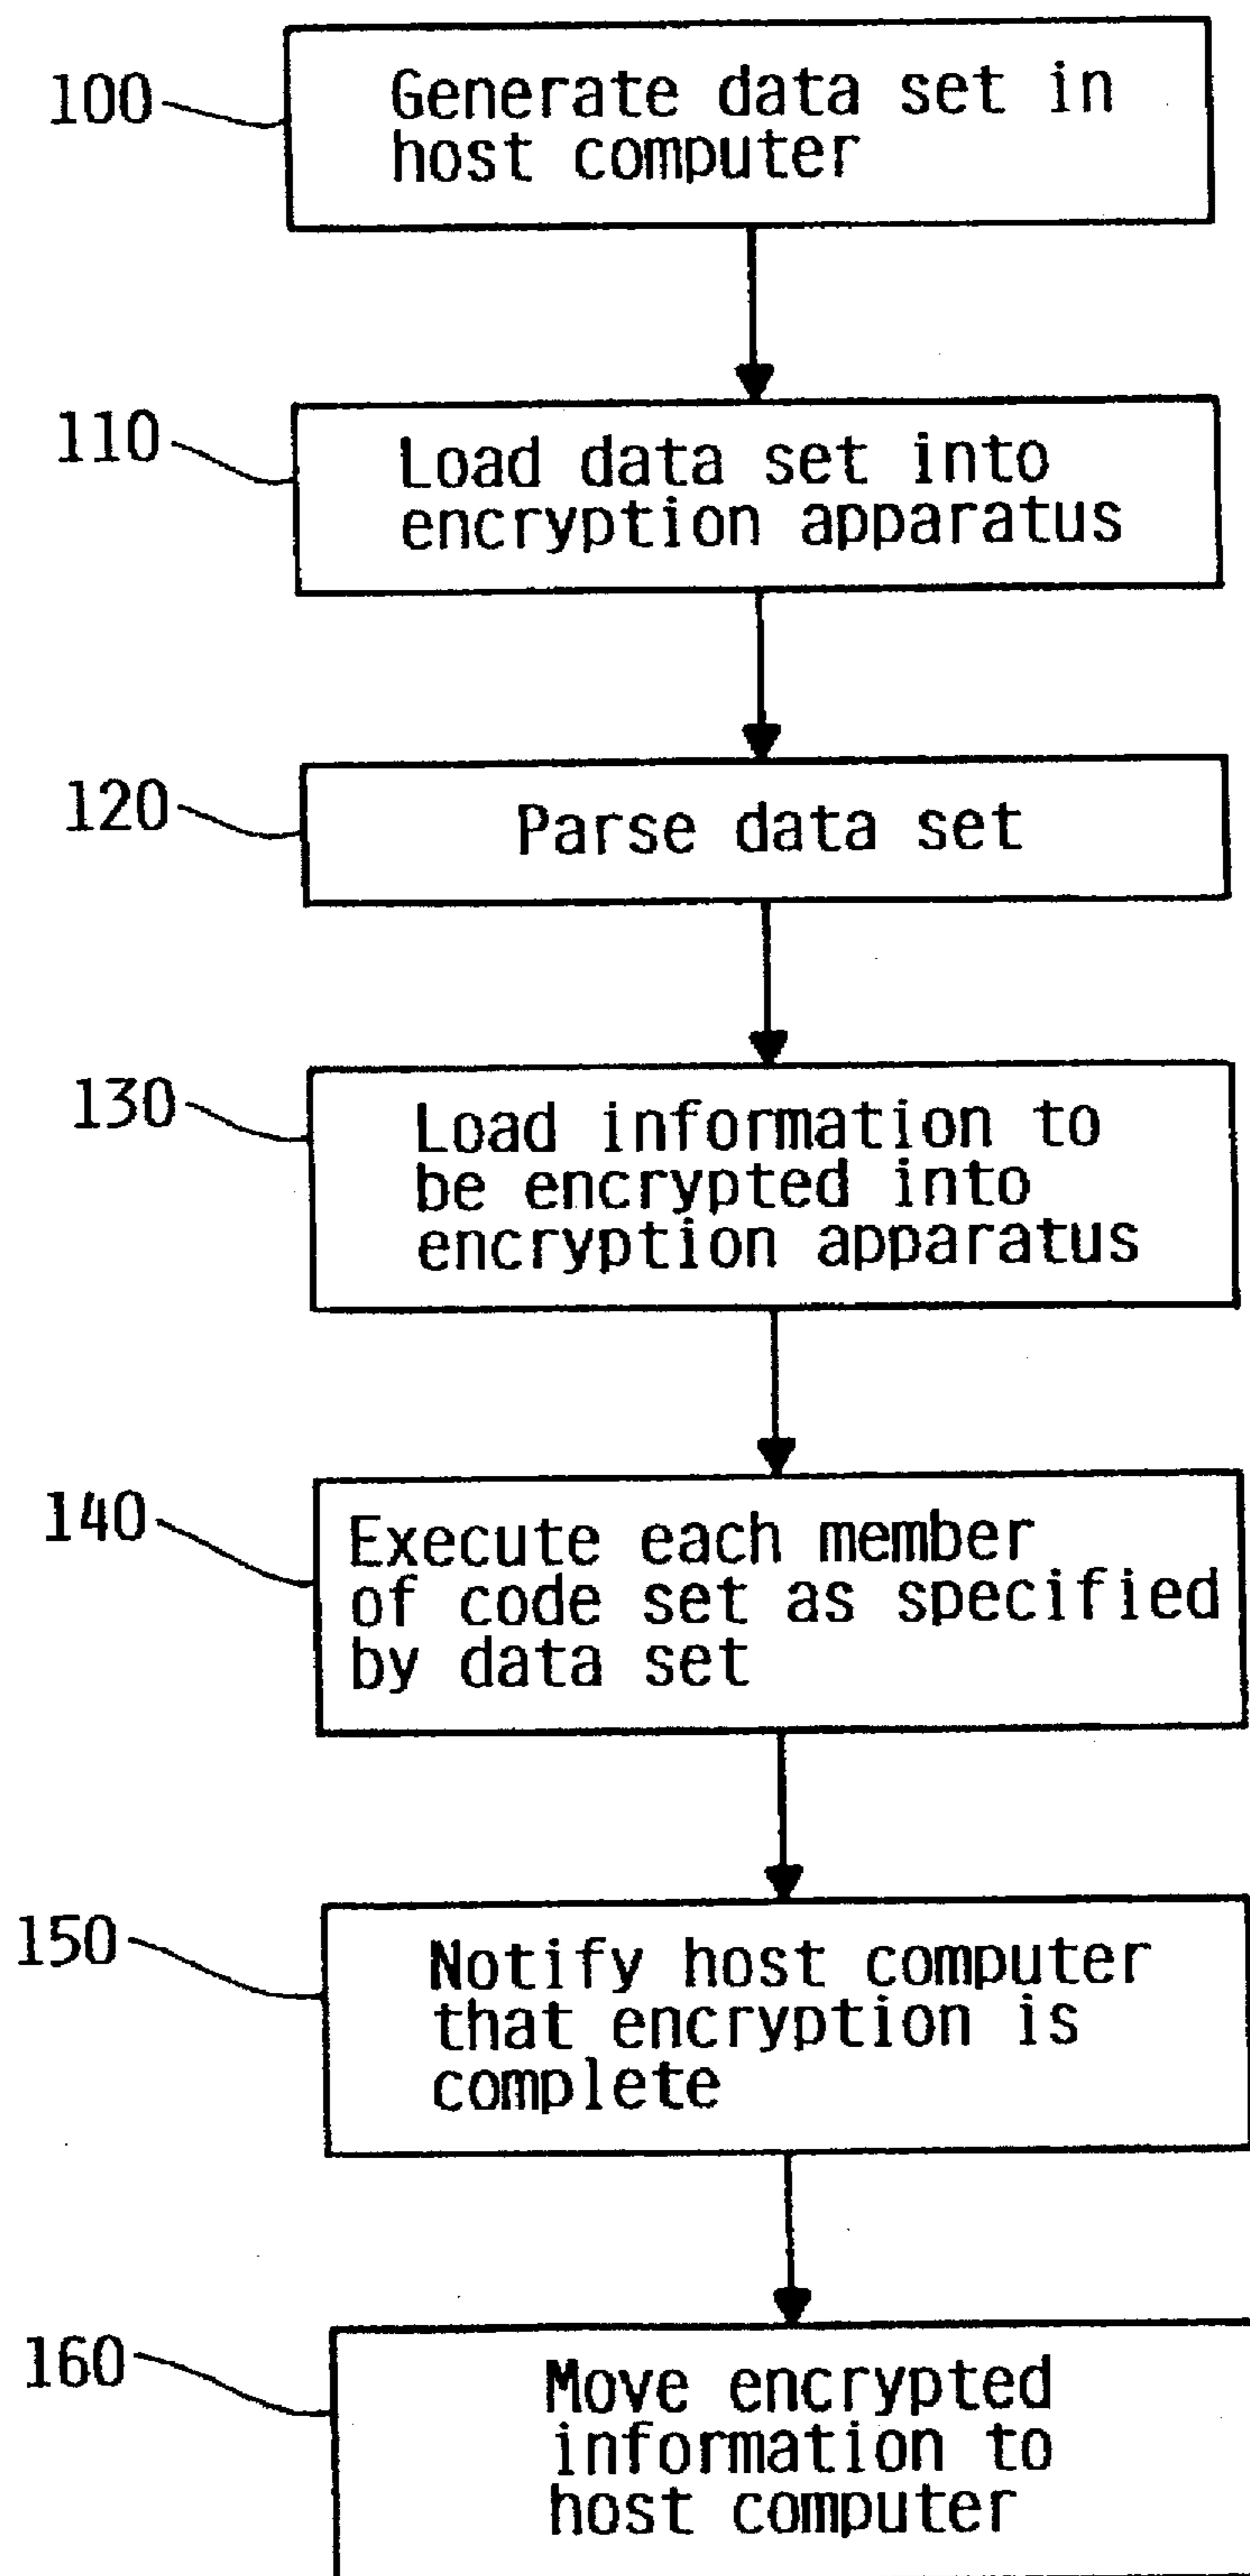 100
Generate data set in
host computer
110
Load data set into
encryption apparatus
120
Parse data set
130
Load information to
be encrypted into
encryption apparatus
140
Execute each member
of code set as specified
by data set
150
Notify host computer
that encryption is
complete
160
Move encrypted
information to
host computer